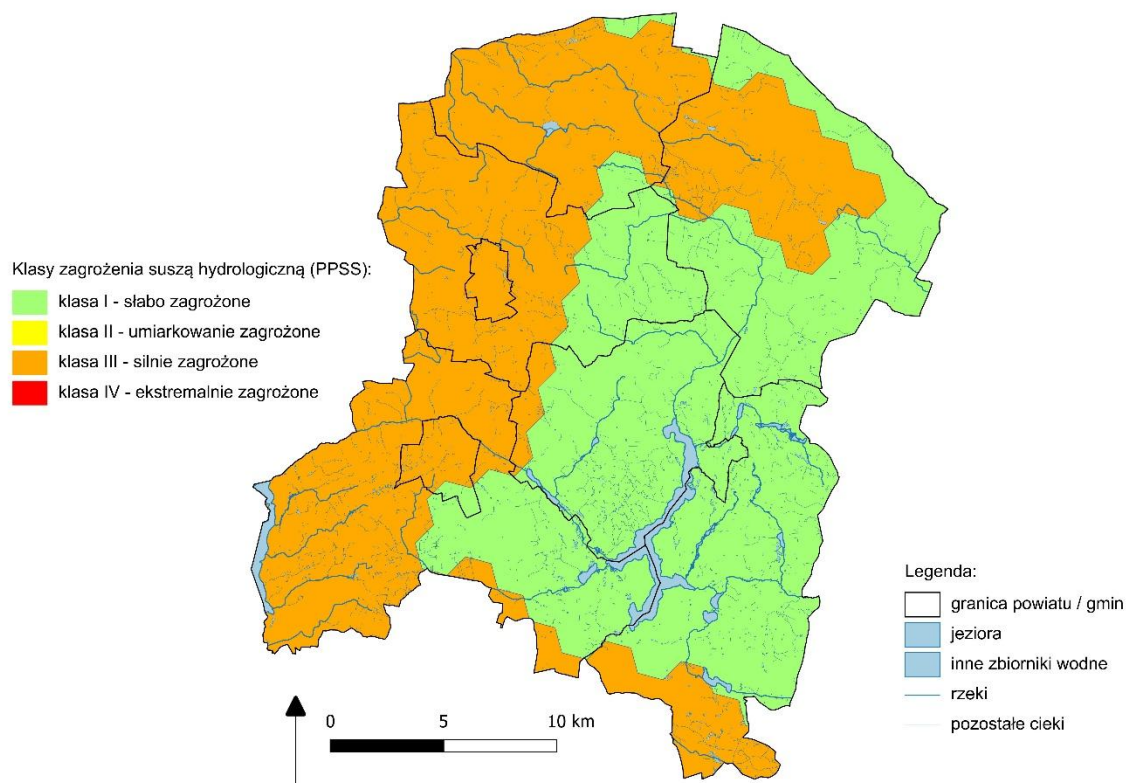 Klasy zagrożenia suszą hydrologiczną (PPSS):
klasa I - słabo zagrożone
klasa II - umiarkowanie zagrożone
klasa III - silnie zagrożone
klasa IV - ekstremalnie zagrożone
Legenda:
granica powiatu / gmin
jeziora
inne zbiorniki wodne
rzeki
pozostałe cieki
0 5 10 km